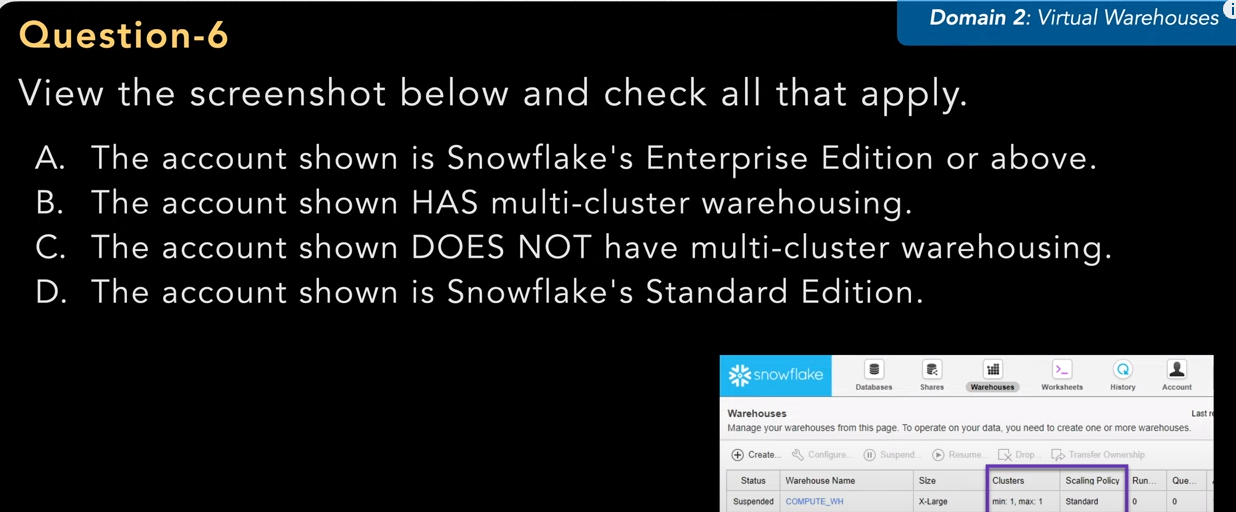 Domain 2: Virtual Warehouses
Question-6
View the screenshot below and check all that apply.
A. The account shown is Snowflake's Enterprise Edition or above.
B. The account shown HAS multi-cluster warehousing.
C. The account shown DOES NOT have multi-cluster warehousing.
D. The account shown is Snowflake's Standard Edition.
snowflake
Databases Shares Warehouses Worksheets History Account
Warehouses
Manage your warehouses from this page. To operate on your data, you need to create one or more warehouses.
Create... Configure... Suspend... Resume... Drop... Transfer Ownership
Status Warehouse Name Size Clusters Scaling Policy Run... Que...
Suspended COMPUTE_WH X-Large min: 1, max: 1 Standard 0 0